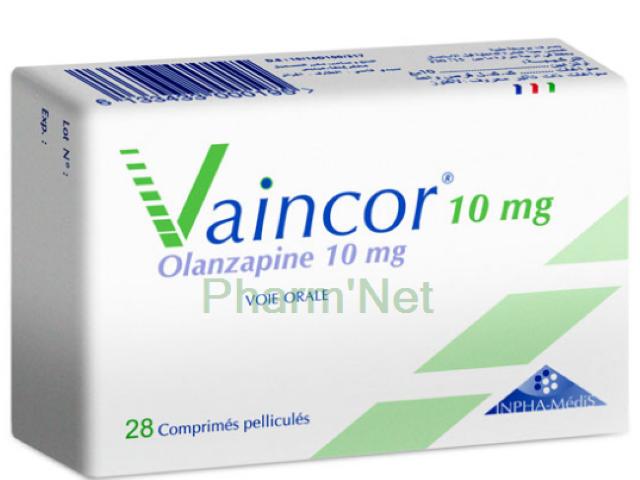 Lot N° :
Exp. :
Vaincor® 10 mg
Olanzapine 10 mg
Pharm'Net
VOIE ORALE
28 Comprimés pelliculés
INPHA-MédiS